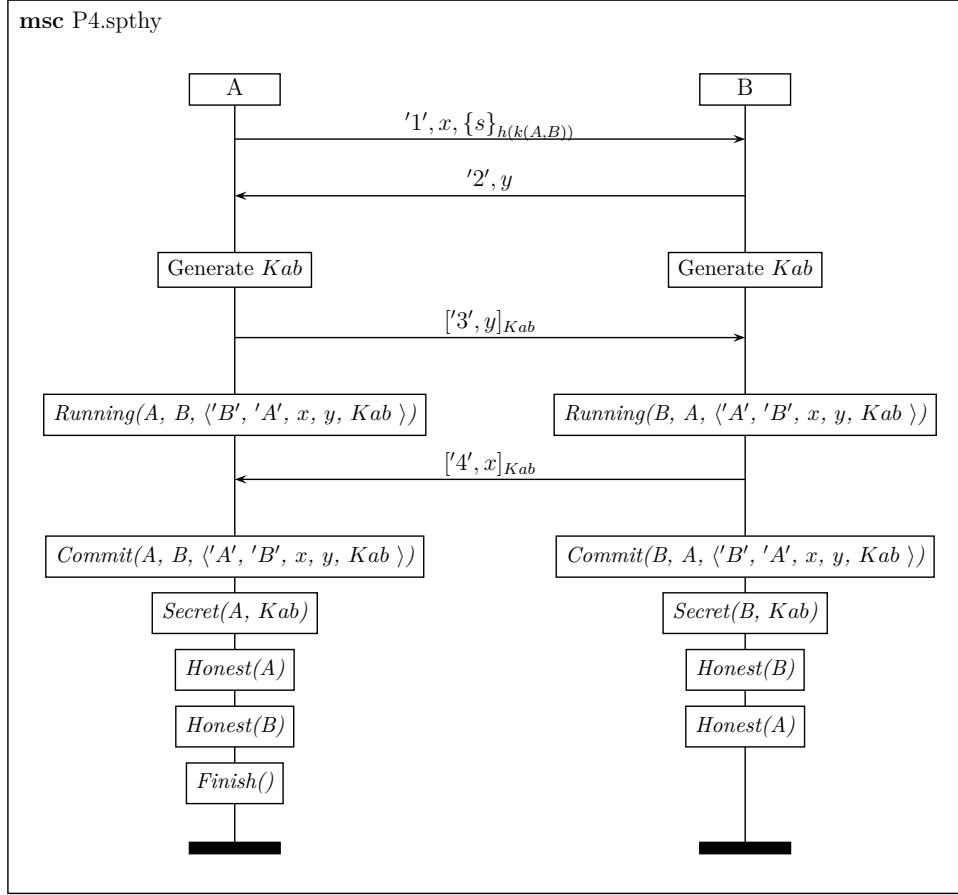 msc P4.spthy
A B
'1', x, {s}_{h(k(A,B))}
'2', y
Generate Kab Generate Kab
['3', y]_{Kab}
Running(A, B, ⟨'B', 'A', x, y, Kab ⟩) Running(B, A, ⟨'A', 'B', x, y, Kab ⟩)
['4', x]_{Kab}
Commit(A, B, ⟨'A', 'B', x, y, Kab ⟩) Commit(B, A, ⟨'B', 'A', x, y, Kab ⟩)
Secret(A, Kab) Secret(B, Kab)
Honest(A) Honest(B)
Honest(B) Honest(A)
Finish()